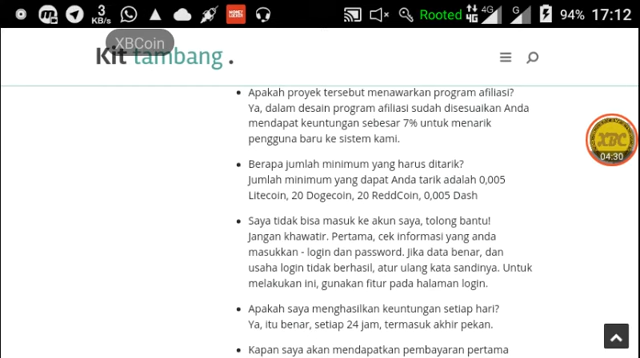 3
KB/s
Rooted
4G
G
94%
17:12
XBCoin
Kit tambang .
Apakah proyek tersebut menawarkan program afiliasi?
Ya, dalam desain program afiliasi sudah disesuaikan Anda
mendapat keuntungan sebesar 7% untuk menarik
pengguna baru ke sistem kami.
XBC
04:30
Berapa jumlah minimum yang harus ditarik?
Jumlah minimum yang dapat Anda tarik adalah 0,005
Litecoin, 20 Dogecoin, 20 ReddCoin, 0,005 Dash
Saya tidak bisa masuk ke akun saya, tolong bantu!
Jangan khawatir. Pertama, cek informasi yang anda
masukkan - login dan password. Jika data benar, dan
usaha login tidak berhasil, atur ulang kata sandinya. Untuk
melakukan ini, gunakan fitur pada halaman login.
Apakah saya menghasilkan keuntungan setiap hari?
Ya, itu benar, setiap 24 jam, termasuk akhir pekan.
Kapan saya akan mendapatkan pembayaran pertama